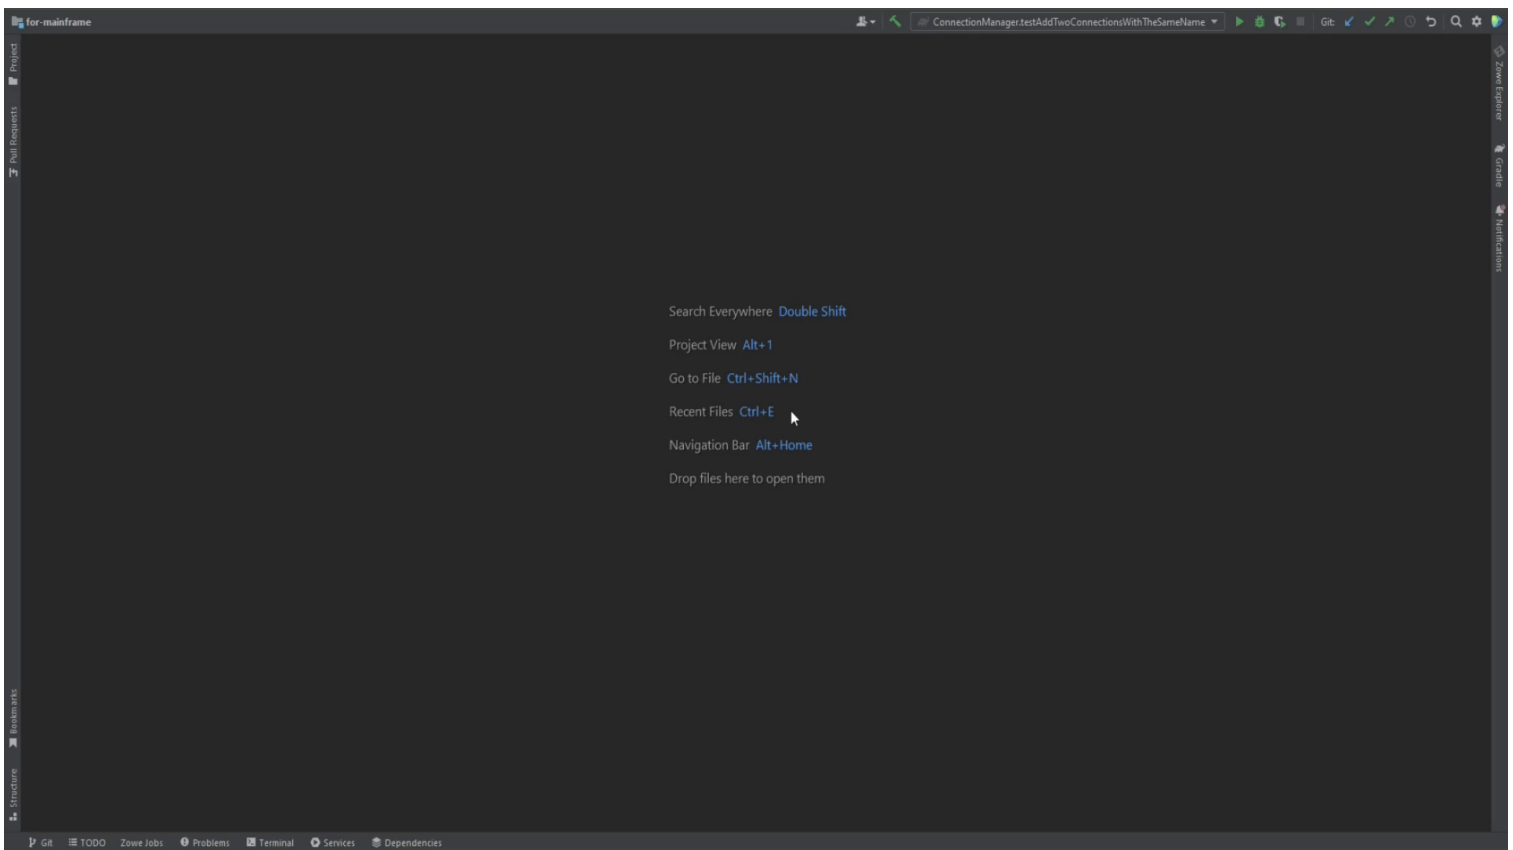 for-mainframe
ConnectionManager.testAddTwoConnectionsWithTheSameName
Git:
Project
Pull Requests
Zowe Explorer
Gradle
Notifications
Search Everywhere Double Shift
Project View Alt+1
Go to File Ctrl+Shift+N
Recent Files Ctrl+E
Navigation Bar Alt+Home
Drop files here to open them
Bookmarks
Structure
Git TODO Zowe Jobs Problems Terminal Services Dependencies